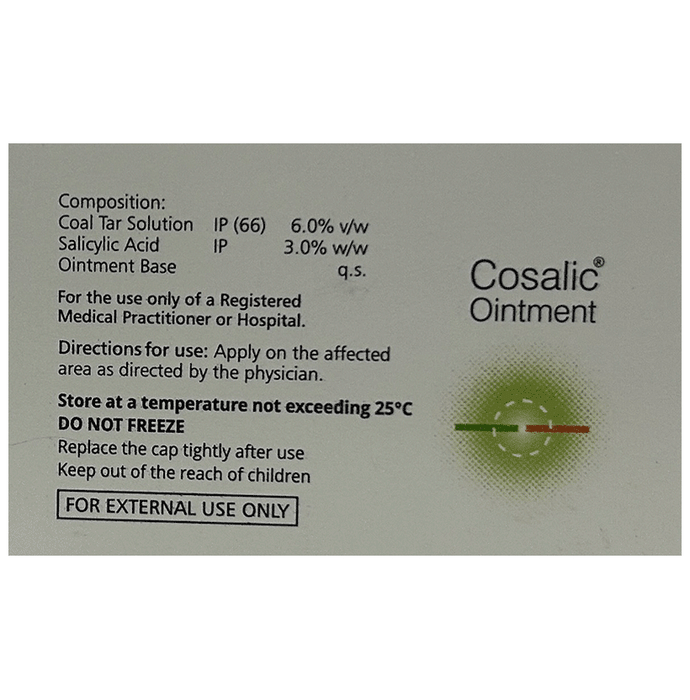 Composition:
Coal Tar Solution IP (66) 6.0% v/w
Salicylic Acid IP 3.0% w/w
Ointment Base q.s.
For the use only of a Registered
Medical Practitioner or Hospital.
Directions for use: Apply on the affected
area as directed by the physician.
Store at a temperature not exceeding 25°C
DO NOT FREEZE
Replace the cap tightly after use
Keep out of the reach of children
FOR EXTERNAL USE ONLY
Cosalic®
Ointment